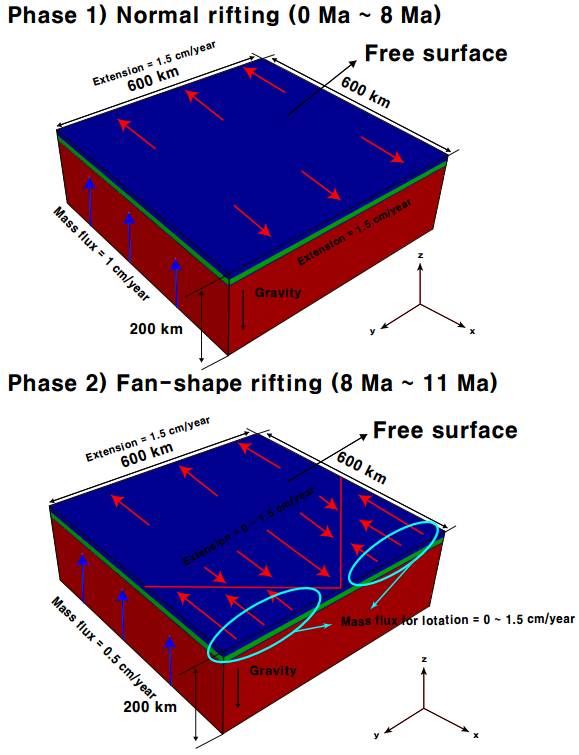 Phase 1) Normal rifting (0 Ma ~ 8 Ma)
Extension = 1.5 cm/year
600 km
Free surface
600 km
Mass flux = 1 cm/year
Extension = 1.5 cm/year
Gravity
200 km
z
y
x
Phase 2) Fan-shape rifting (8 Ma ~ 11 Ma)
Extension = 1.5 cm/year
600 km
Free surface
600 km
Extension = 0 ~ 1.5 cm/year
Mass flux = 0.5 cm/year
Mass flux for lotation = 0 ~ 1.5 cm/year
Gravity
200 km
z
y
x